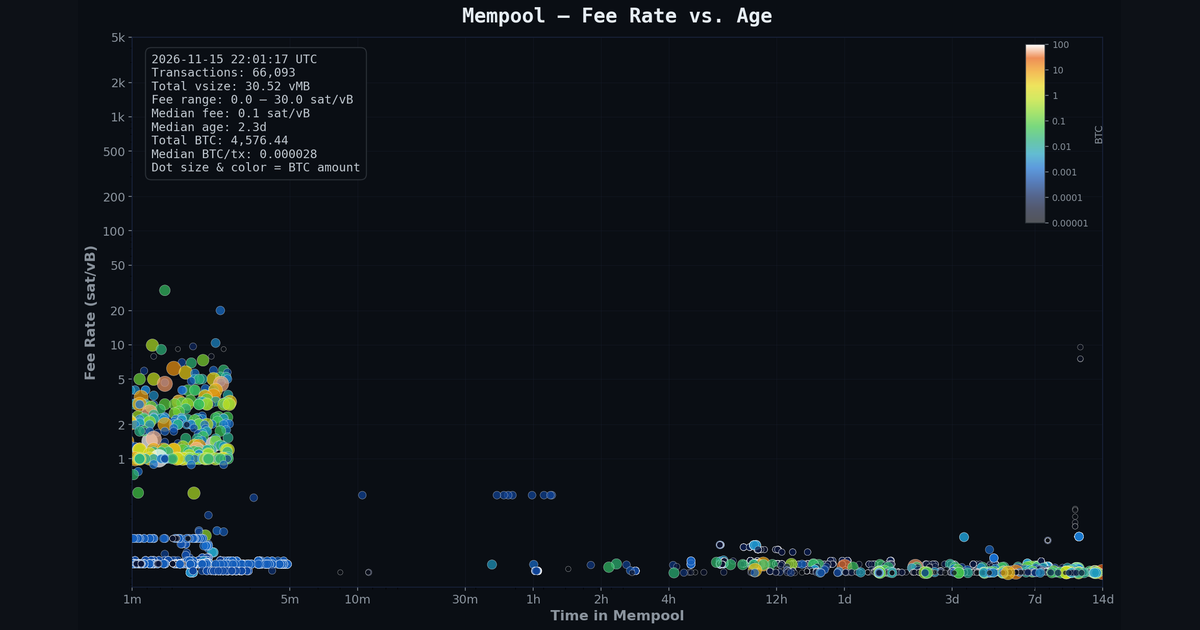 Mempool — Fee Rate vs. Age
2026-11-15 22:01:17 UTC
Transactions: 66,093
Total vsize: 30.52 vMB
Fee range: 0.0 – 30.0 sat/vB
Median fee: 0.1 sat/vB
Median age: 2.3d
Total BTC: 4,576.44
Median BTC/tx: 0.000028
Dot size & color = BTC amount
100
10
1
0.1
0.01
0.001
0.0001
0.00001
BTC
Fee Rate (sat/vB)
5k
2k
1k
500
200
100
50
20
10
5
2
1
1m 5m 10m 30m 1h 2h 4h 12h 1d 3d 7d 14d
Time in Mempool